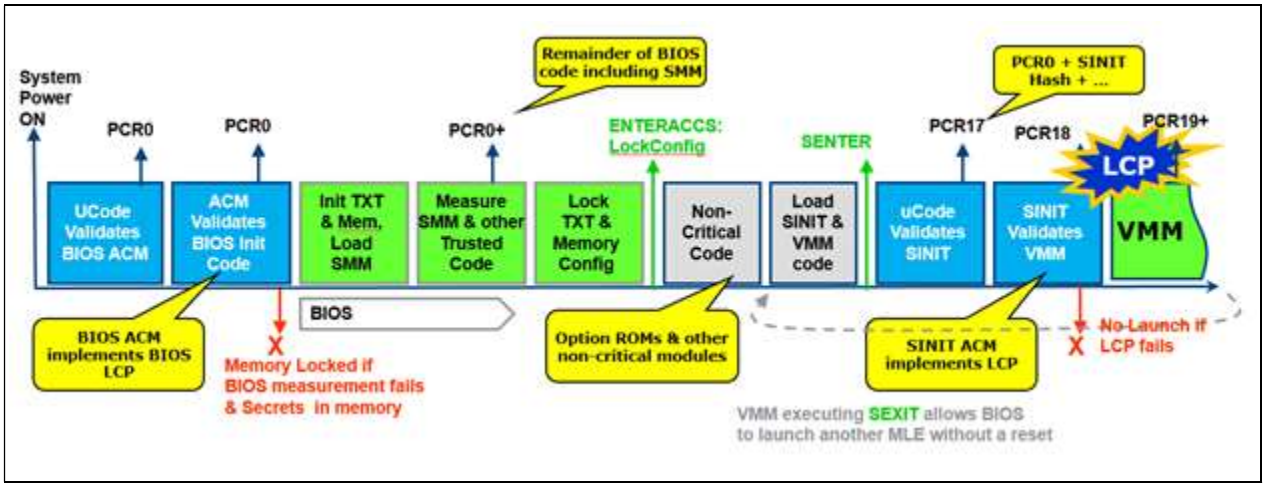 System
Power
ON
PCR0
PCR0
Remainder of BIOS
code including SMM
PCR0+
ENTERACCS:
LockConfig
SENTER
PCR0 + SINIT
Hash + ...
PCR17
PCR18
PCR19+
LCP
UCode
Validates
BIOS ACM
ACM
Validates
BIOS Init
Code
Init TXT
& Mem,
Load
SMM
Measure
SMM & other
Trusted
Code
Lock
TXT &
Memory
Config
Non-
Critical
Code
Load
SINIT &
VMM
code
uCode
Validates
SINIT
SINIT
Validates
VMM
VMM
BIOS ACM
implements BIOS
LCP
X
Memory Locked if
BIOS measurement fails
& Secrets in memory
BIOS
Option ROMs & other
non-critical modules
SINIT ACM
implements LCP
X
No-Launch if
LCP fails
VMM executing SEXIT allows BIOS
to launch another MLE without a reset